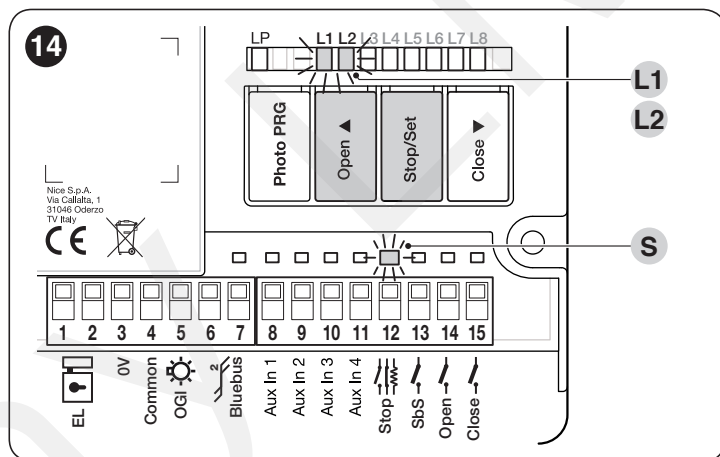 14
LP L1 L2 L3 L4 L5 L6 L7 L8
L1
L2
Photo PRG
Open ▲
Stop/Set
Close ▼
Nice S.p.A.
Via Callalta, 1
31046 Oderzo
TV Italy
CE
S
1 2 3 4 5 6 7 8 9 10 11 12 13 14 15
EL
0V
Common
OGI
2
Bluebus
Aux In 1
Aux In 2
Aux In 3
Aux In 4
Stop
SbS
Open
Close